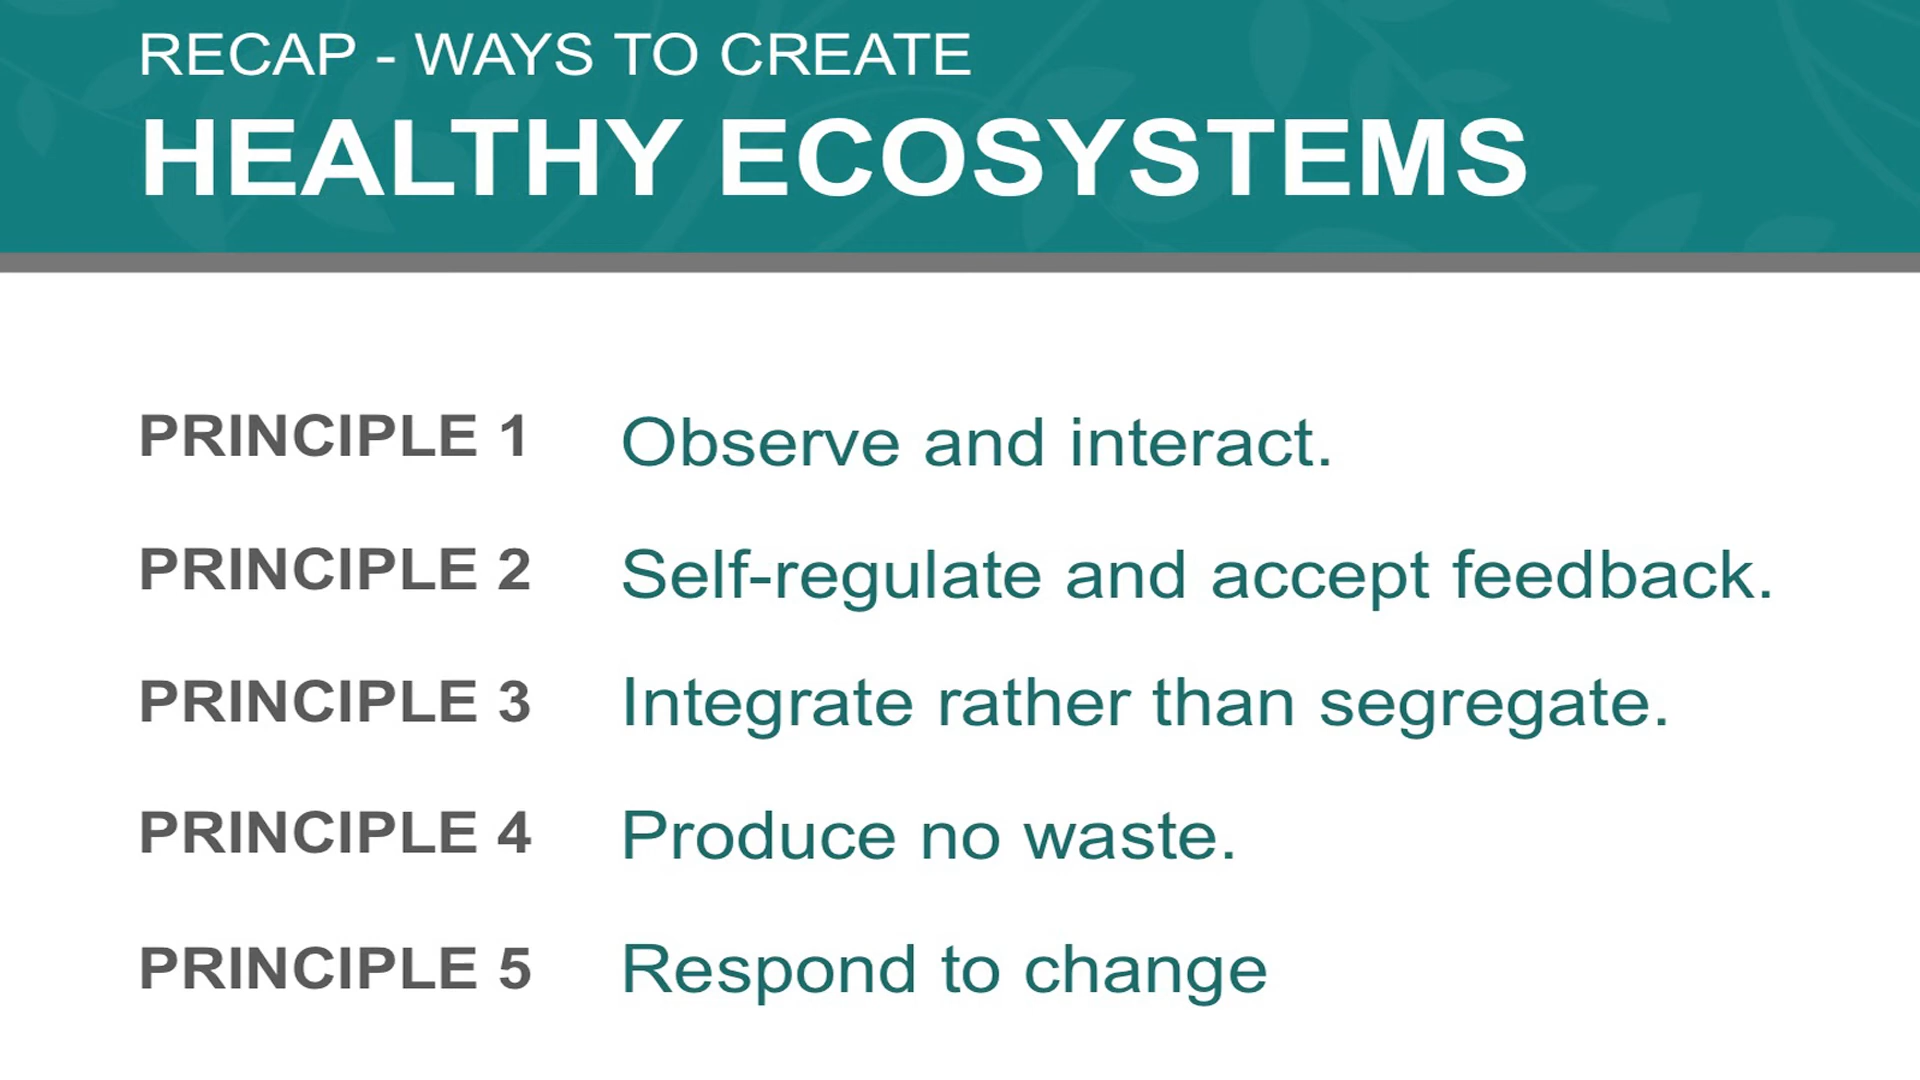 RECAP - WAYS TO CREATE
HEALTHY ECOSYSTEMS
PRINCIPLE 1 Observe and interact.
PRINCIPLE 2 Self-regulate and accept feedback.
PRINCIPLE 3 Integrate rather than segregate.
PRINCIPLE 4 Produce no waste.
PRINCIPLE 5 Respond to change